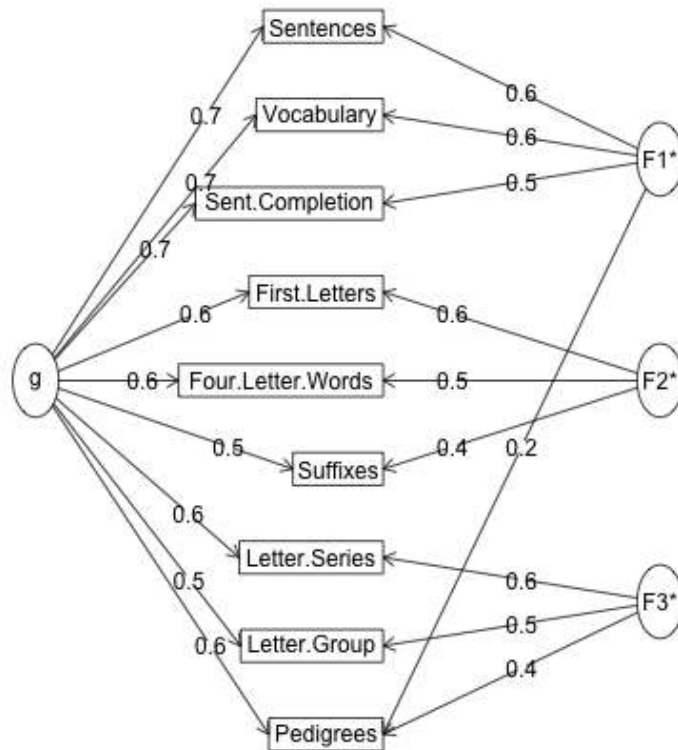 Sentences
0.6
0.7
Vocabulary
0.6
F1*
0.7
Sent.Completion
0.5
0.7
First.Letters
0.6
0.6
g
0.6
Four.Letter.Words
0.5
F2*
0.5
Suffixes
0.4
0.2
0.6
Letter.Series
0.6
0.5
F3*
0.5
Letter.Group
0.6
0.4
Pedigrees